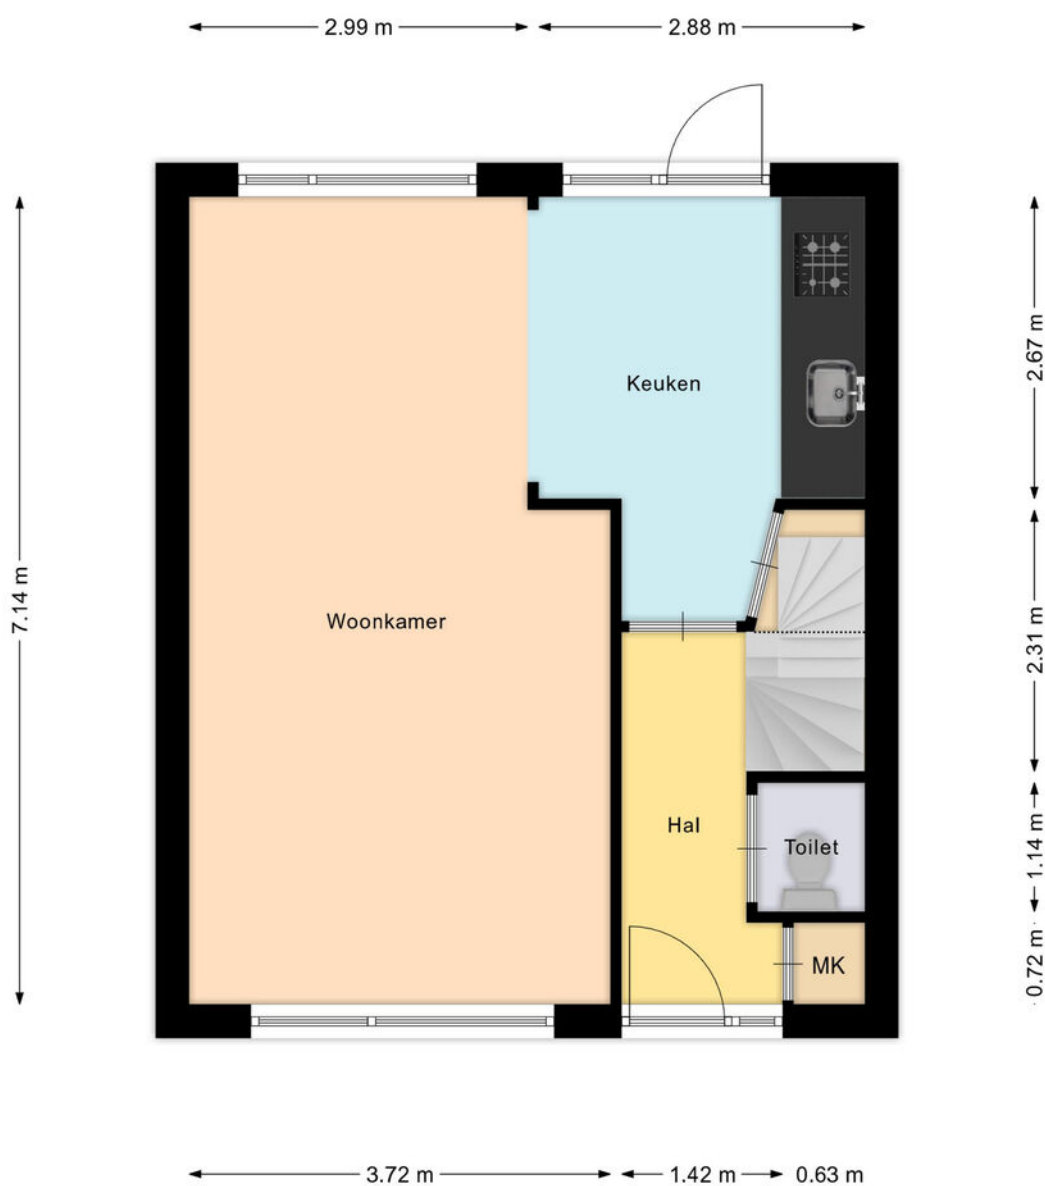 2.99 m
2.88 m
2.67 m
Keuken
7.14 m
Woonkamer
2.31 m
Hal
Toilet
1.14 m
MK
0.72 m
3.72 m
1.42 m
0.63 m